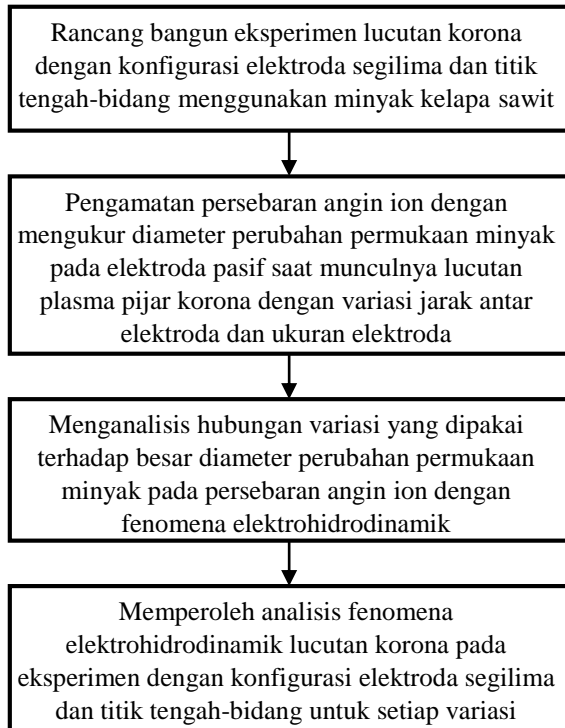 Rancang bangun eksperimen lucutan korona
dengan konfigurasi elektroda segilima dan titik
tengah-bidang menggunakan minyak kelapa sawit
Pengamatan persebaran angin ion dengan
mengukur diameter perubahan permukaan minyak
pada elektroda pasif saat munculnya lucutan
plasma pijar korona dengan variasi jarak antar
elektroda dan ukuran elektroda
Menganalisis hubungan variasi yang dipakai
terhadap besar diameter perubahan permukaan
minyak pada persebaran angin ion dengan
fenomena elektrohidrodinamik
Memperoleh analisis fenomena
elektrohidrodinamik lucutan korona pada
eksperimen dengan konfigurasi elektroda segilima
dan titik tengah-bidang untuk setiap variasi